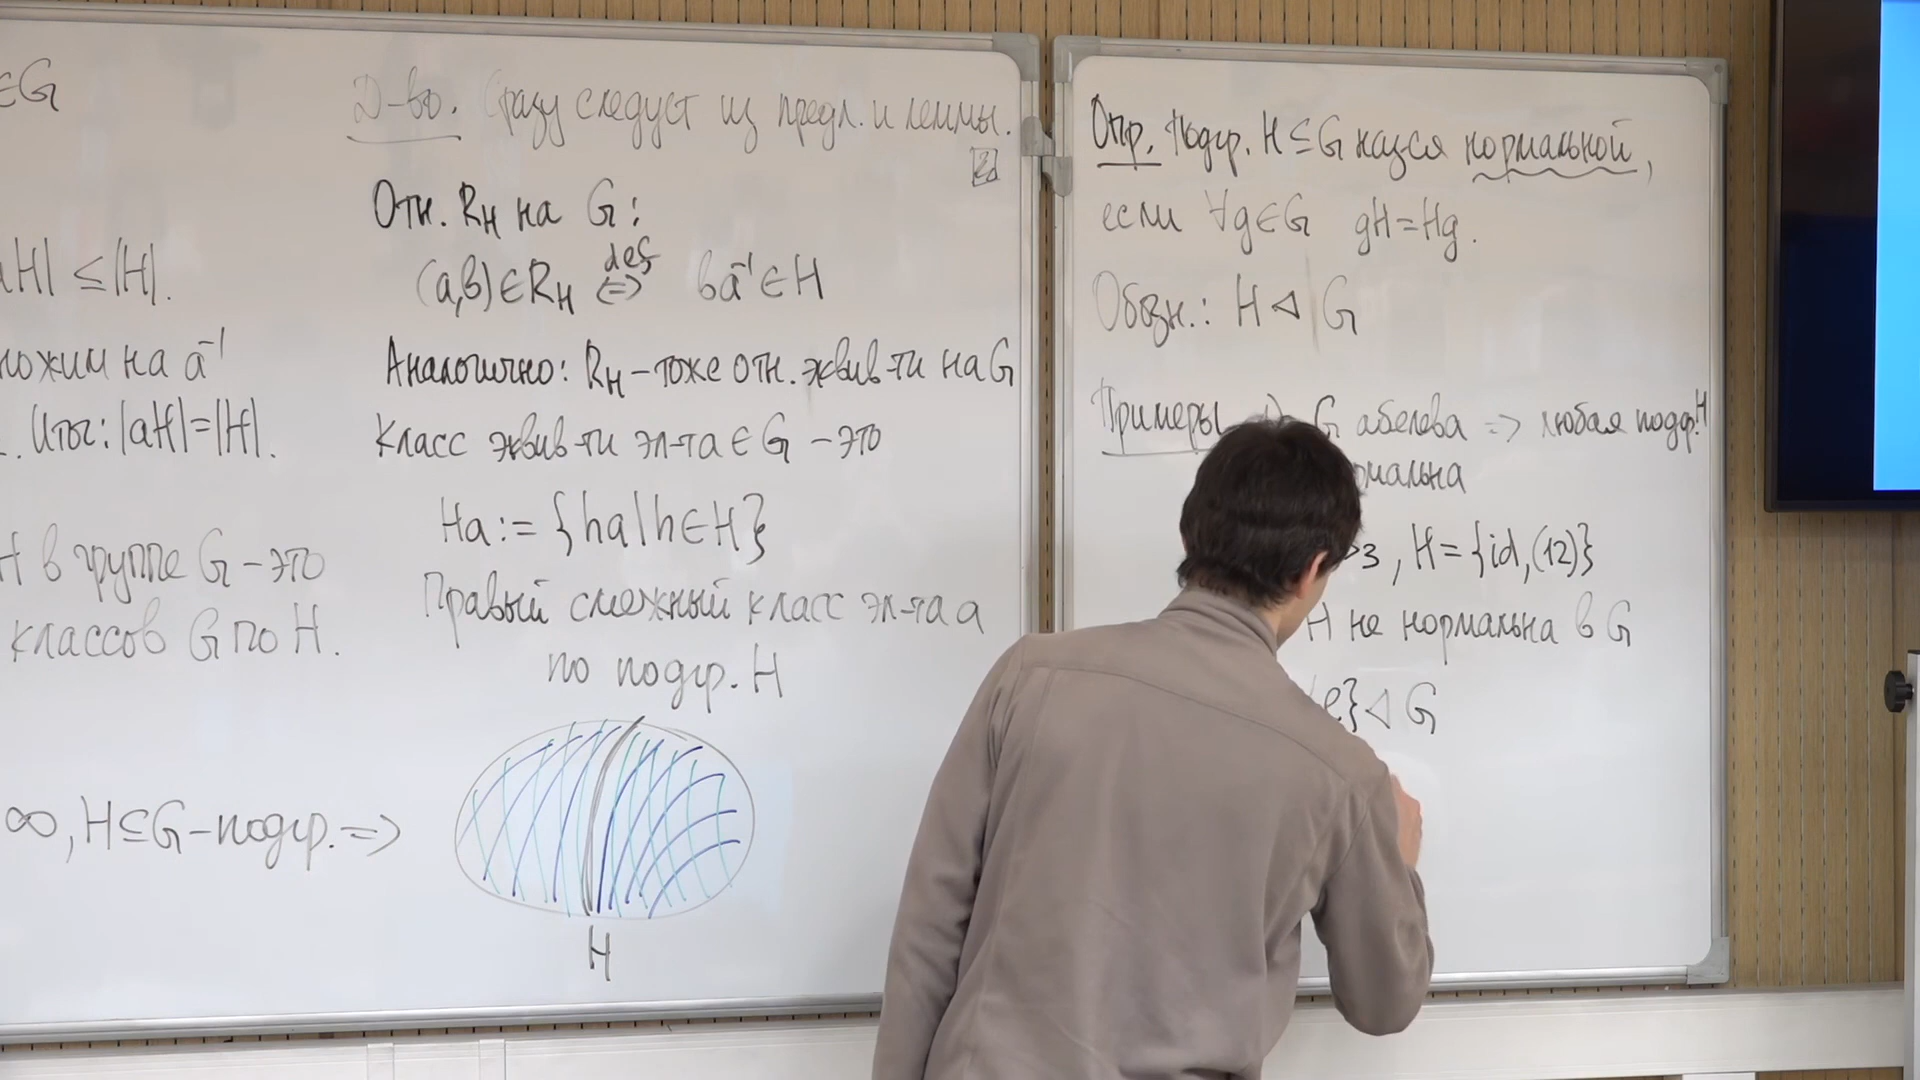 ∈G
aH| ≤ |H|.
ножим на a⁻¹
. Итог: |aH| = |H|.
H в группе G – это
классов G по H.
∞, H⊆G – подгр. =>
Д-во. Сразу следует из предл. и леммы.
Отн. R_H на G:
(a,b)∈R_H <=> def ba⁻¹∈H
Аналогично: R_H – тоже отн. эквив-ти на G
Класс эквив-ти эл-та ∈ G – это
Ha := {ha | h∈H}
Правый смежный класс эл-та a
по подгр. H
H
Опр. Подгр. H⊆G наз-ся нормальной,
если ∀g∈G gH=Hg.
Обозн.: H ⊲ G
Примеры G абелева => любая подгр. H
рмальна
>3, H = {id, (12)}
H не нормальна в G
e} ⊲ G